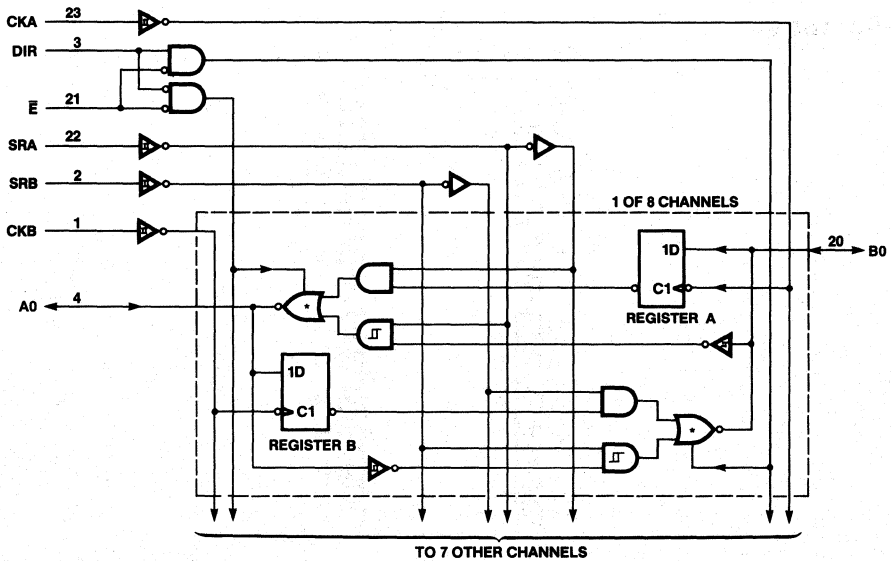 CKA 23
DIR 3
E̅ 21
SRA 22
SRB 2
1 OF 8 CHANNELS
CKB 1
1D
20 B0
C1
A0 4
*
REGISTER A
1D
C1
*
REGISTER B
TO 7 OTHER CHANNELS